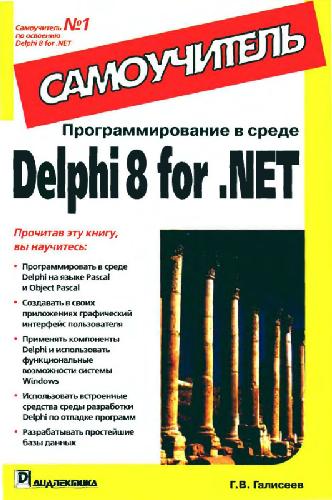 Самоучитель №1
по освоению
Delphi 8 for .NET
САМОУЧИТЕЛЬ
Программирование в среде
Delphi 8 for .NET
Прочитав эту книгу,
вы научитесь:
• Программировать в среде
Delphi на языке Pascal
и Object Pascal
• Создавать в своих
приложениях графический
интерфейс пользователя
• Применять компоненты
Delphi и использовать
функциональные
возможности системы
Windows
• Использовать встроенные
средства среды разработки
Delphi по отладке программ
• Разрабатывать простейшие
базы данных
ДИАЛЕКТИКА
Г.В. Галисеев